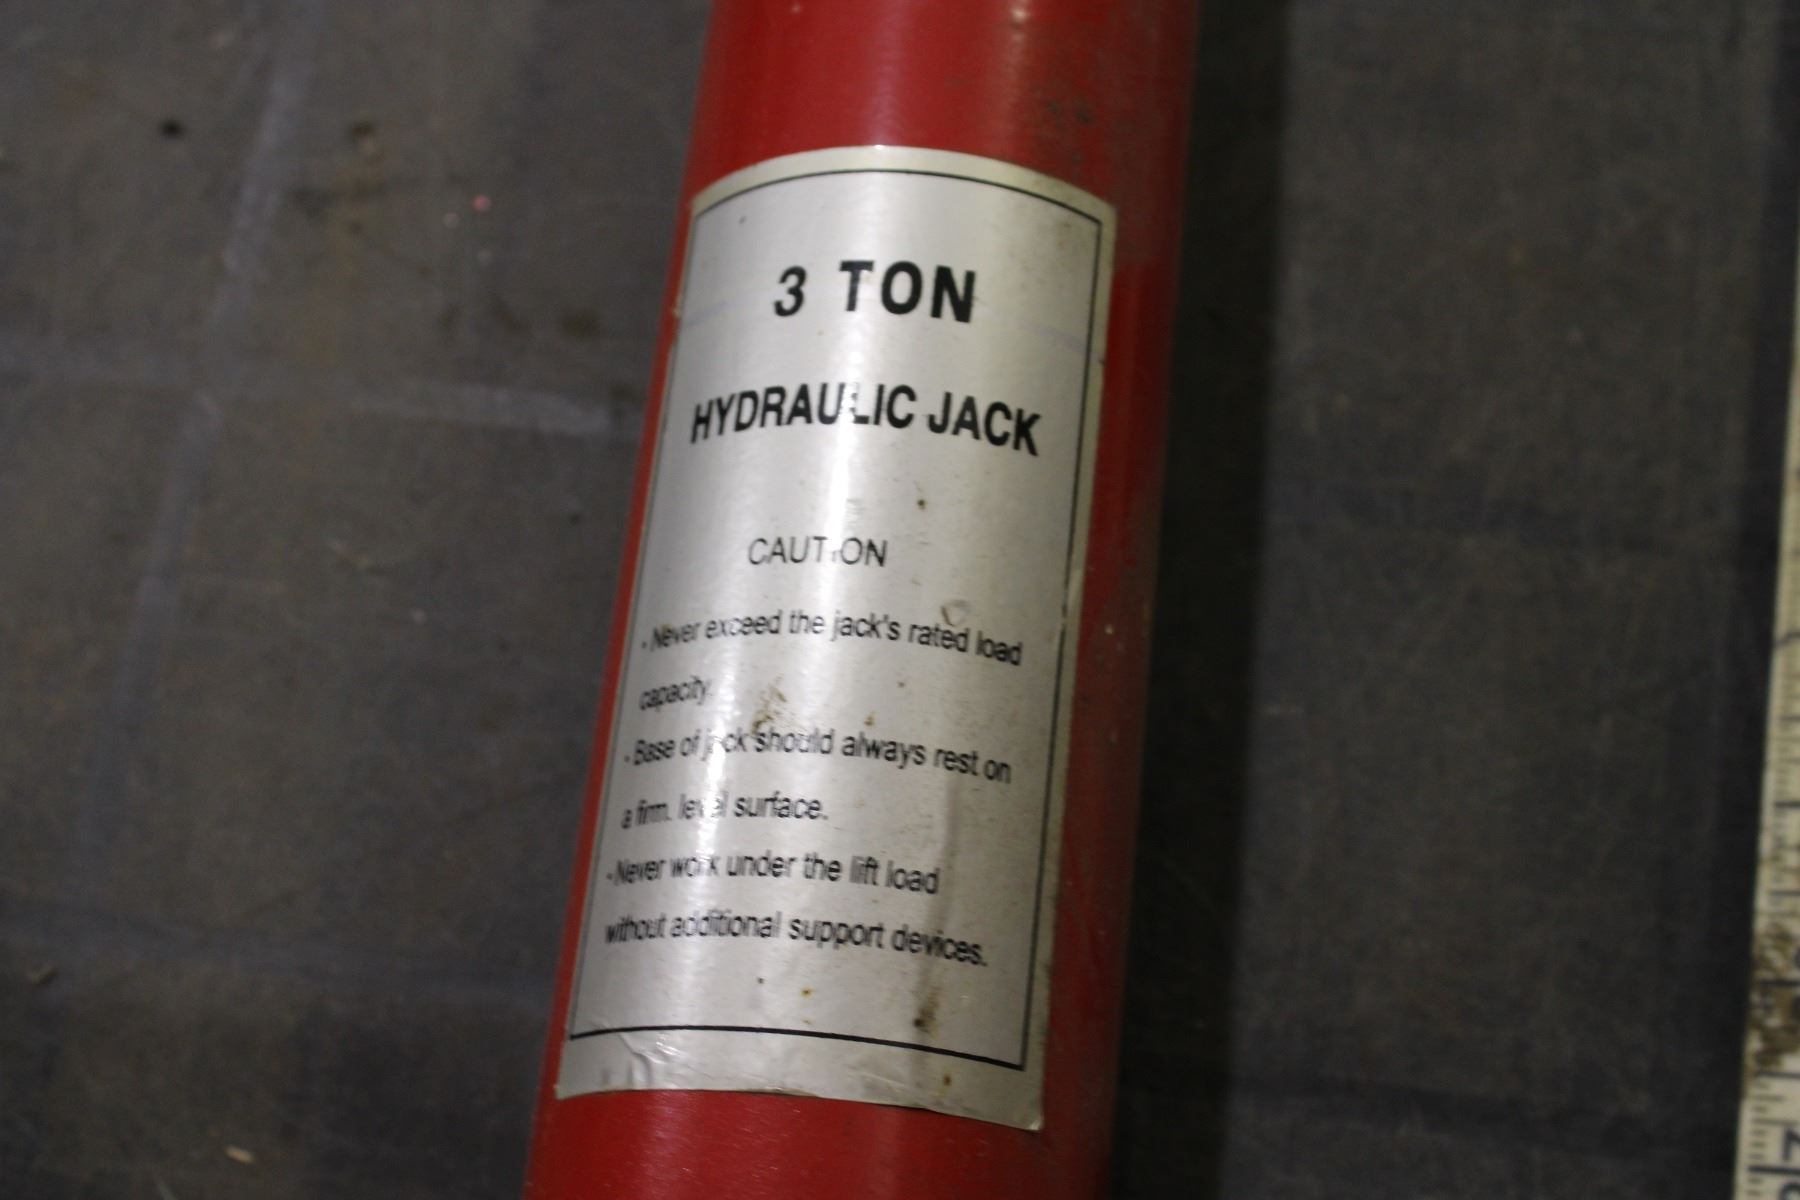 3 TON
HYDRAULIC JACK
CAUTION
- Never exceed the jack's rated load
capacity.
- Base of jack should always rest on
a firm. level surface.
- Never work under the lift load
without additional support devices.